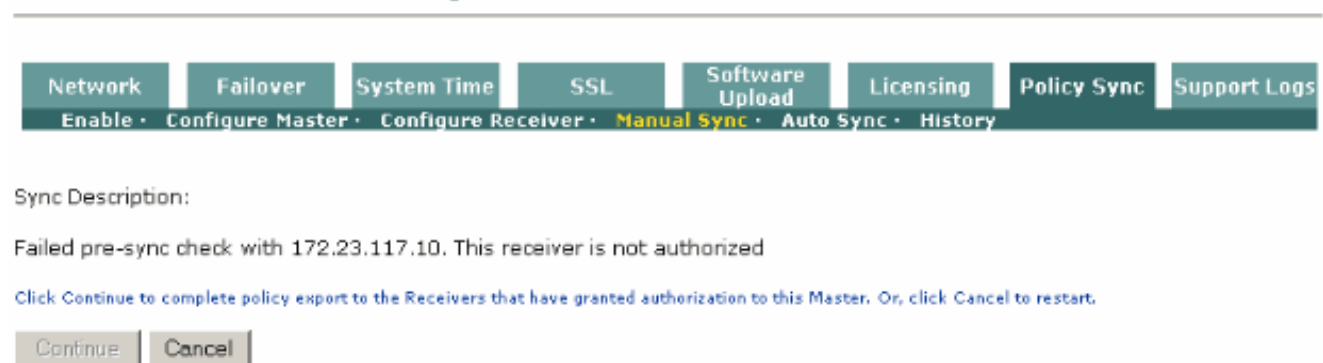 Network Failover System Time SSL Software Upload Licensing Policy Sync Support Logs
Enable · Configure Master · Configure Receiver · Manual Sync · Auto Sync · History
Sync Description:
Failed pre-sync check with 172.23.117.10. This receiver is not authorized
Click Continue to complete policy export to the Receivers that have granted authorization to this Master. Or, click Cancel to restart.
Continue Cancel